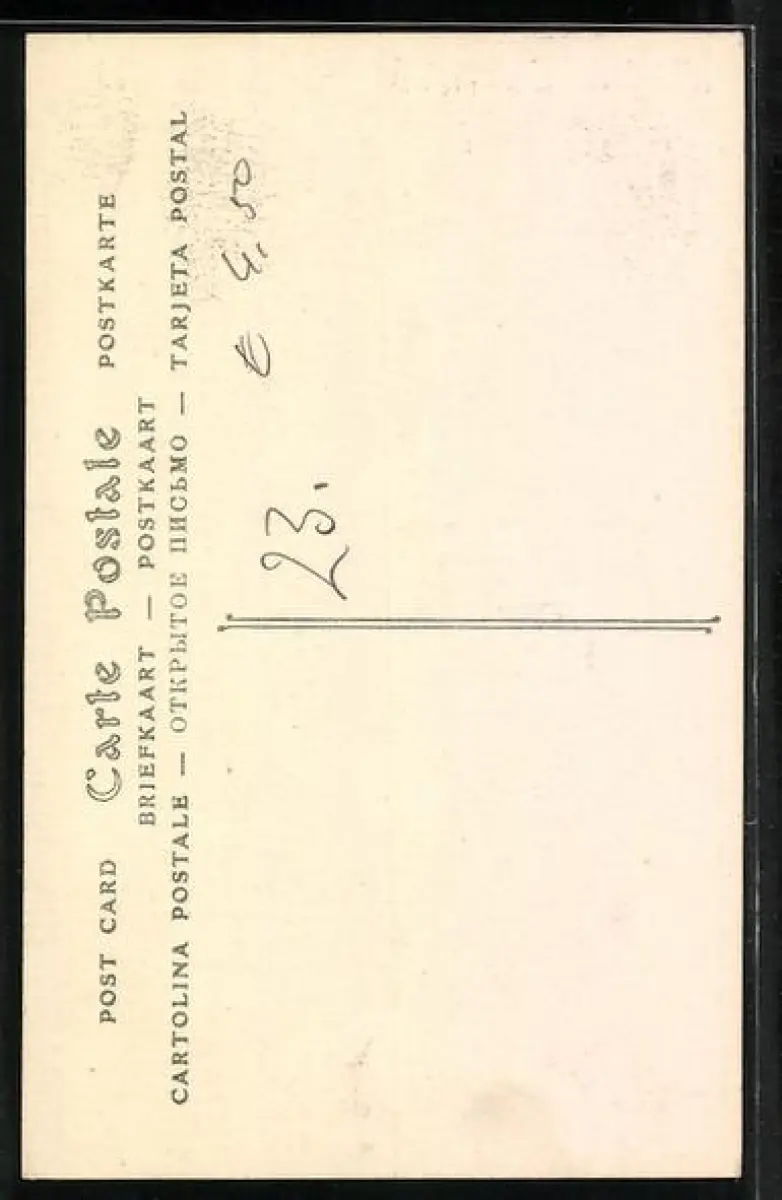 POST CARD Carte Postale POSTKARTE
BRIEFKAART — POSTKAART
CARTOLINA POSTALE — ОТКРЫТОЕ ПИСЬМО — TARJETA POSTAL
€ 4,50
23.